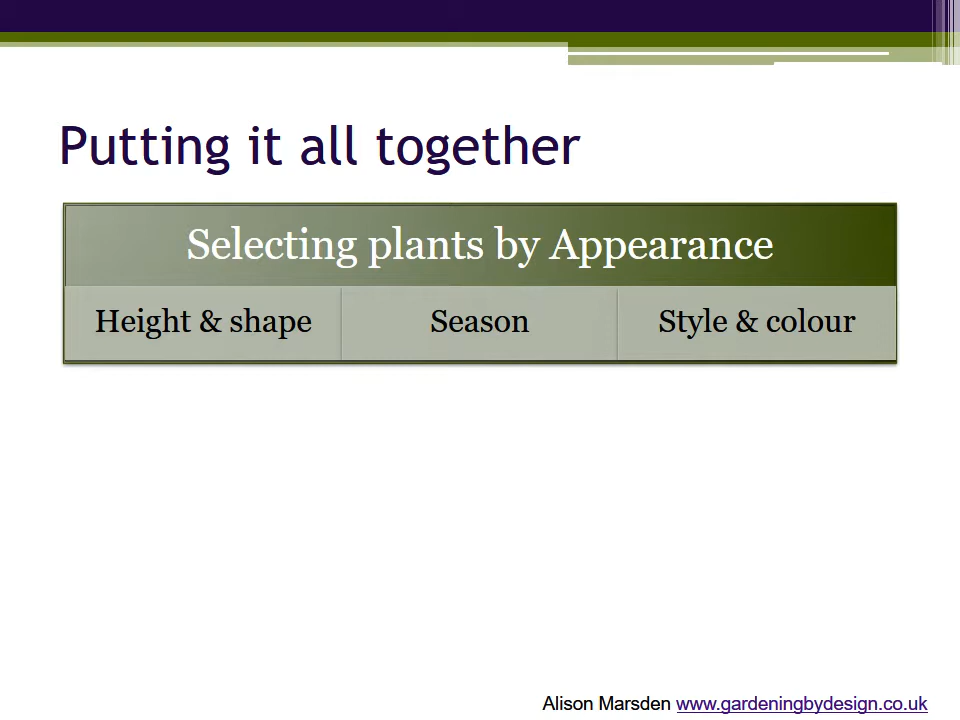 Putting it all together
Selecting plants by Appearance
Height & shape
Season
Style & colour
Alison Marsden www.gardeningbydesign.co.uk